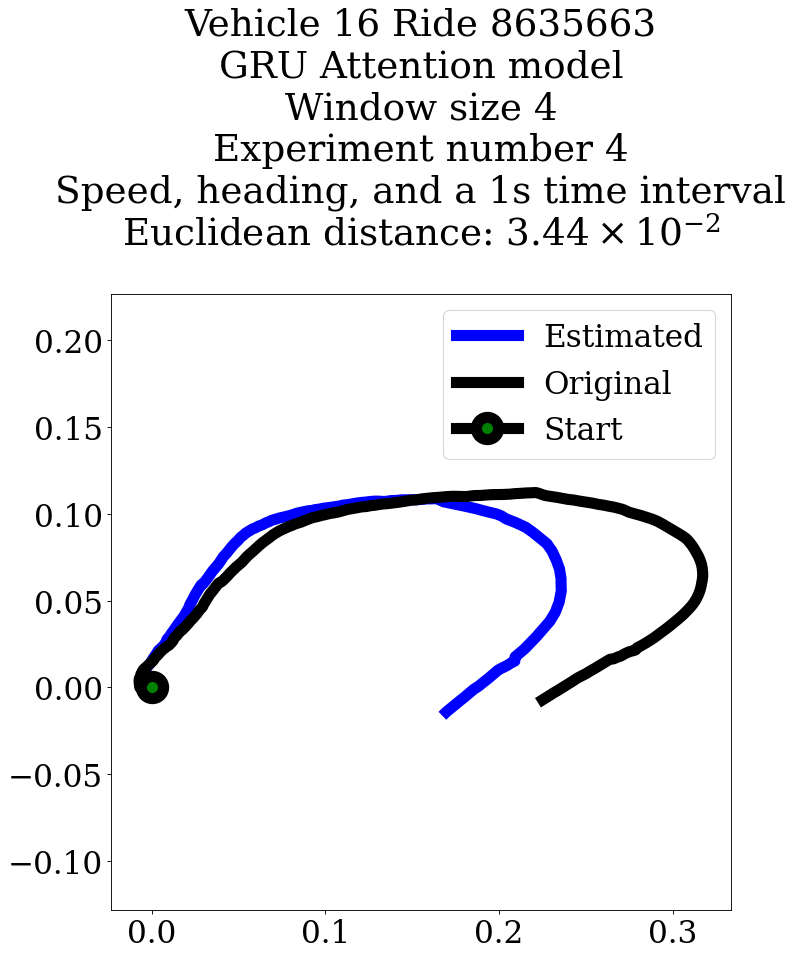 Vehicle 16 Ride 8635663
GRU Attention model
Window size 4
Experiment number 4
Speed, heading, and a 1s time interval
Euclidean distance: 3.44 × 10⁻²
Estimated
Original
Start
0.20
0.15
0.10
0.05
0.00
−0.05
−0.10
0.0 0.1 0.2 0.3